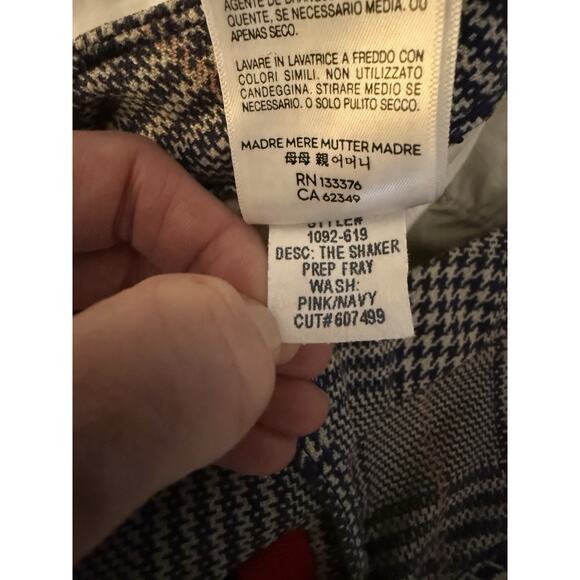 AGENTE DE
QUENTE, SE NECESSARIO MEDIA. OU
APENAS SECO.
LAVARE IN LAVATRICE A FREDDO CON
COLORI SIMILI. NON UTILIZZATO
CANDEGGINA. STIRARE MEDIO SE
NECESSARIO. O SOLO PULITO SECCO.
MADRE MERE MUTTER MADRE
母母 親 어머니
RN 133376
CA 62349
STYLE#
1092-619
DESC: THE SHAKER
PREP FRAY
WASH:
PINK/NAVY
CUT#607499